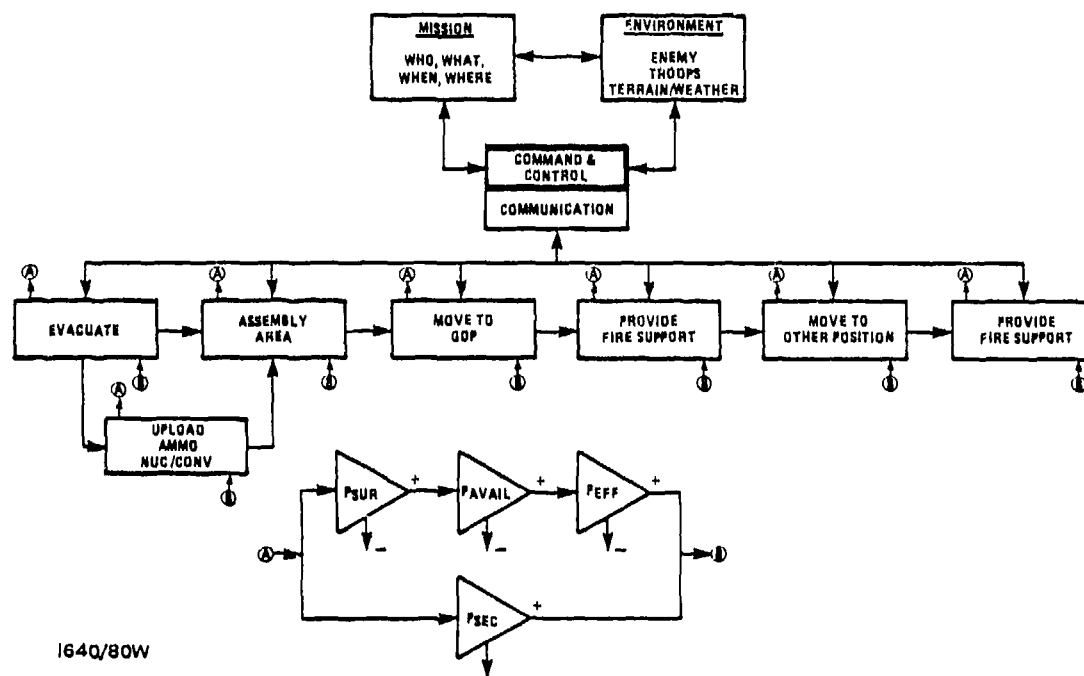 MISSION
WHO, WHAT,
WHEN, WHERE
ENVIRONMENT
ENEMY
THOOPS
TERRAIN/WEATHER
COMMAND &
CONTROL
COMMUNICATION
A
A
A
A
A
A
EVACUATE
ASSEMBLY
AREA
MOVE TO
GDP
PROVIDE
FIRE SUPPORT
MOVE TO
OTHER POSITION
PROVIDE
FIRE SUPPORT
B
B
B
B
B
B
A
UPLOAD
AMMO
NUC/CONV
B
PSUR
+
–
PAVAIL
+
–
PEFF
+
–
A
B
PSEC
+
1640/80W